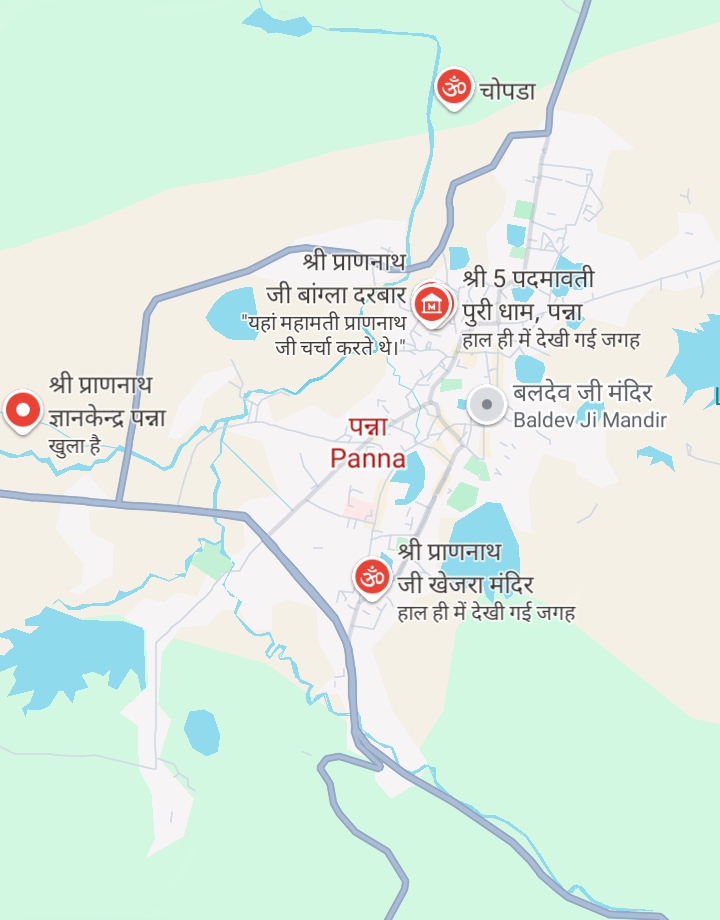 चोपडा
श्री प्राणनाथ
जी बांग्ला दरबार
"यहां महामती प्राणनाथ
जी चर्चा करते थे।"
श्री 5 पदमावती
पुरी धाम, पन्ना
हाल ही में देखी गई जगह
श्री प्राणनाथ
ज्ञानकेन्द्र पन्ना
खुला है
बलदेव जी मंदिर
Baldev Ji Mandir
पन्ना
Panna
श्री प्राणनाथ
जी खेजरा मंदिर
हाल ही में देखी गई जगह